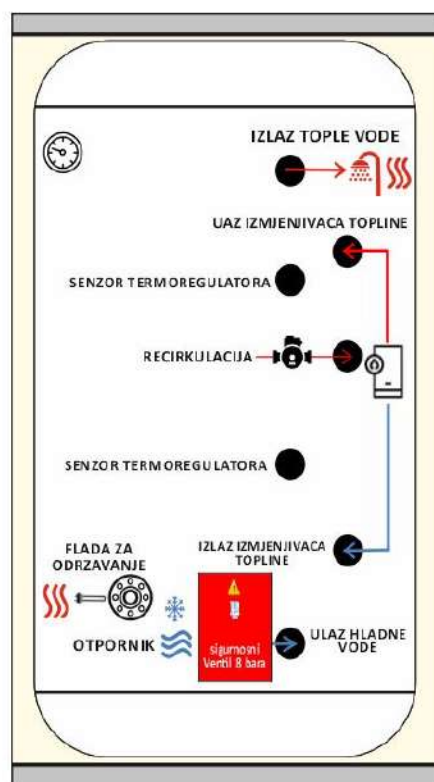 IZLAZ TOPLE VODE
UAZ IZMJENJIVACA TOPLINE
SENZOR TERMOREGULATORA
RECIRKULACIJA
SENZOR TERMOREGULATORA
FLADA ZA
ODRZAVANJE
IZLAZ IZMJENJIVACA
TOPLINE
OTPORNIK
sigurnosni
Ventil 8 bara
ULAZ HLADNE
VODE